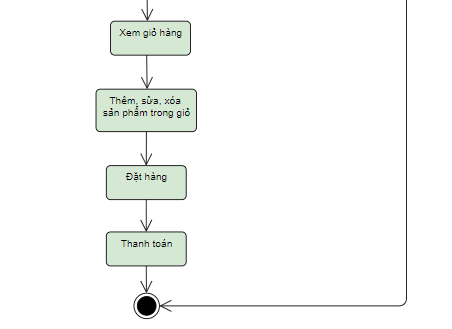 Xem giỏ hàng
Thêm, sửa, xóa
sản phẩm trong giỏ
Đặt hàng
Thanh toán